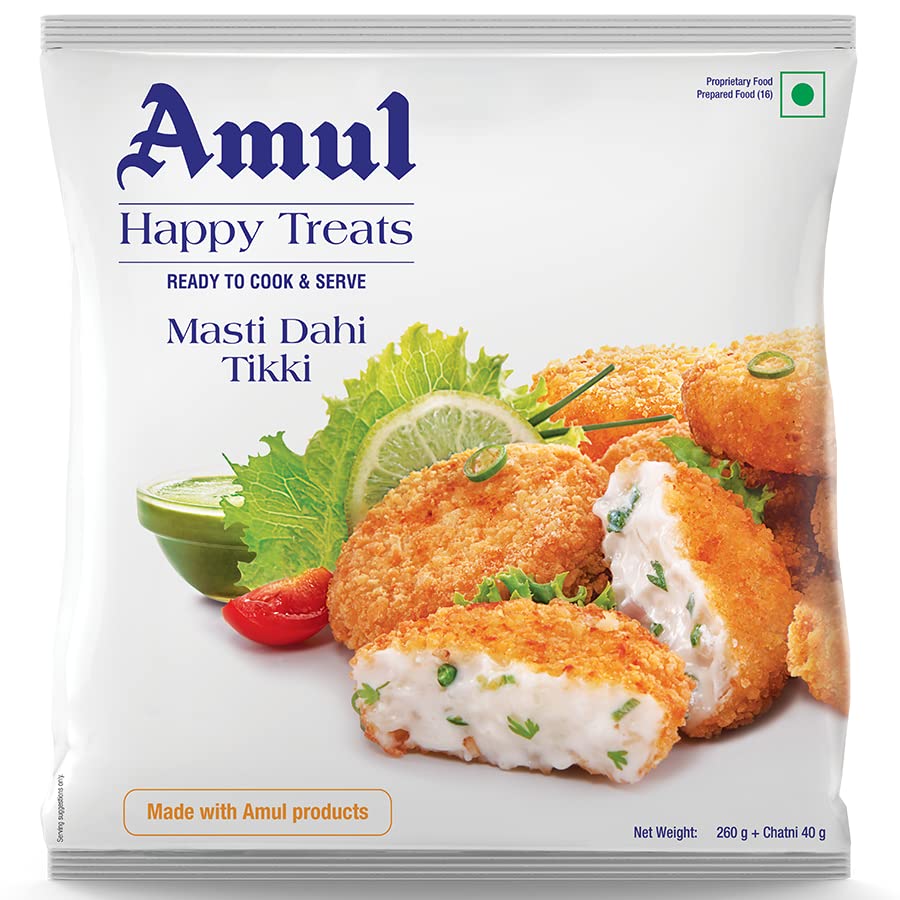 Amul
Happy Treats
READY TO COOK & SERVE
Masti Dahi
Tikki
Proprietary Food
Prepared Food (16)
Serving suggestions only.
Made with Amul products
Net Weight: 260 g + Chatni 40 g